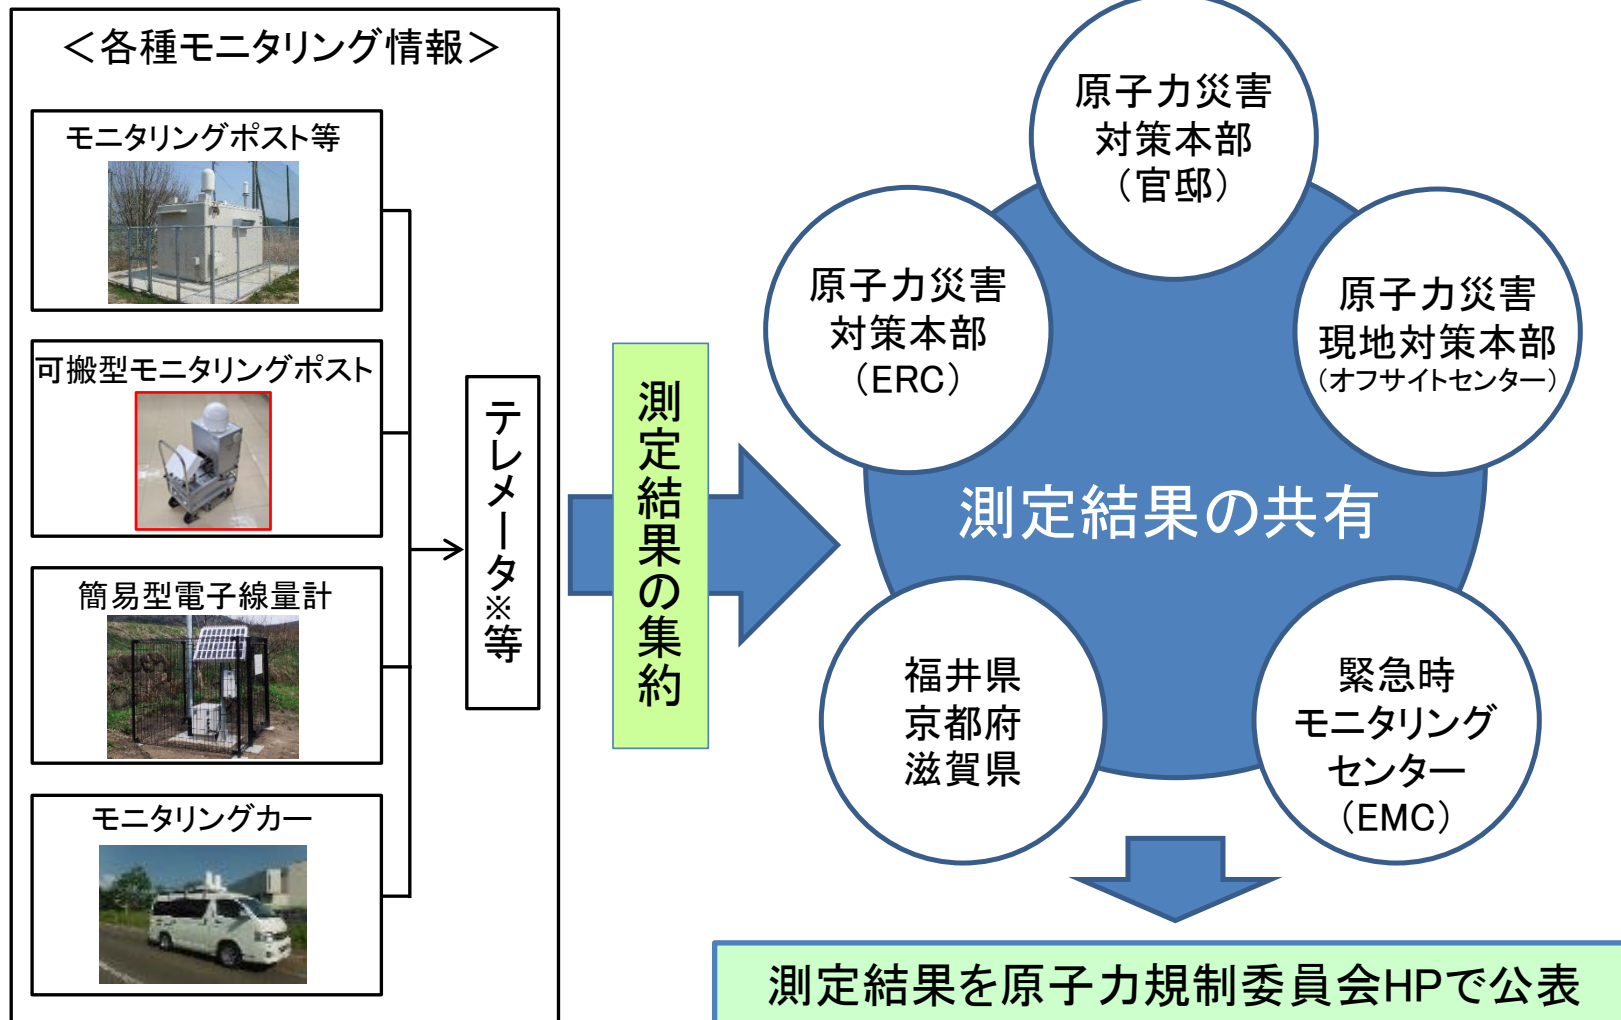 ＜各種モニタリング情報＞
モニタリングポスト等
可搬型モニタリングポスト
簡易型電子線量計
モニタリングカー
テレメータ※等
測定結果の集約
原子力災害
対策本部
（官邸）
原子力災害
対策本部
（ERC）
原子力災害
現地対策本部
（オフサイトセンター）
測定結果の共有
福井県
京都府
滋賀県
緊急時
モニタリング
センター
（EMC）
測定結果を原子力規制委員会HPで公表